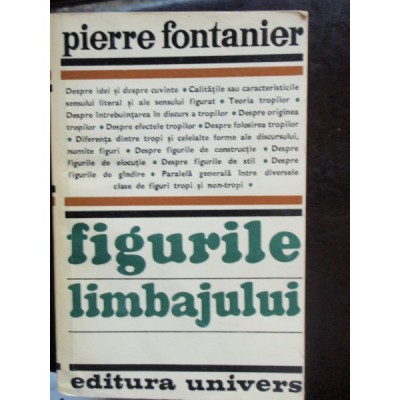 pierre fontanier
Despre idei și despre cuvinte • Calitățile sau caracteristicile
sensului literal și ale sensului figurat • Teoria tropilor •
Despre întrebuințarea în discurs a tropilor • Despre originea
tropilor • Despre efectele tropilor • Despre folosirea tropilor
• Diferența dintre tropi și celelalte forme ale discursului,
numite figuri • Despre figurile de construcție • Despre
figurile de elocuție • Despre figurile de stil • Despre
figurile de gîndire • Paralelă generală între diversele
clase de figuri tropi și non-tropi •
figurile
limbajului
editura univers